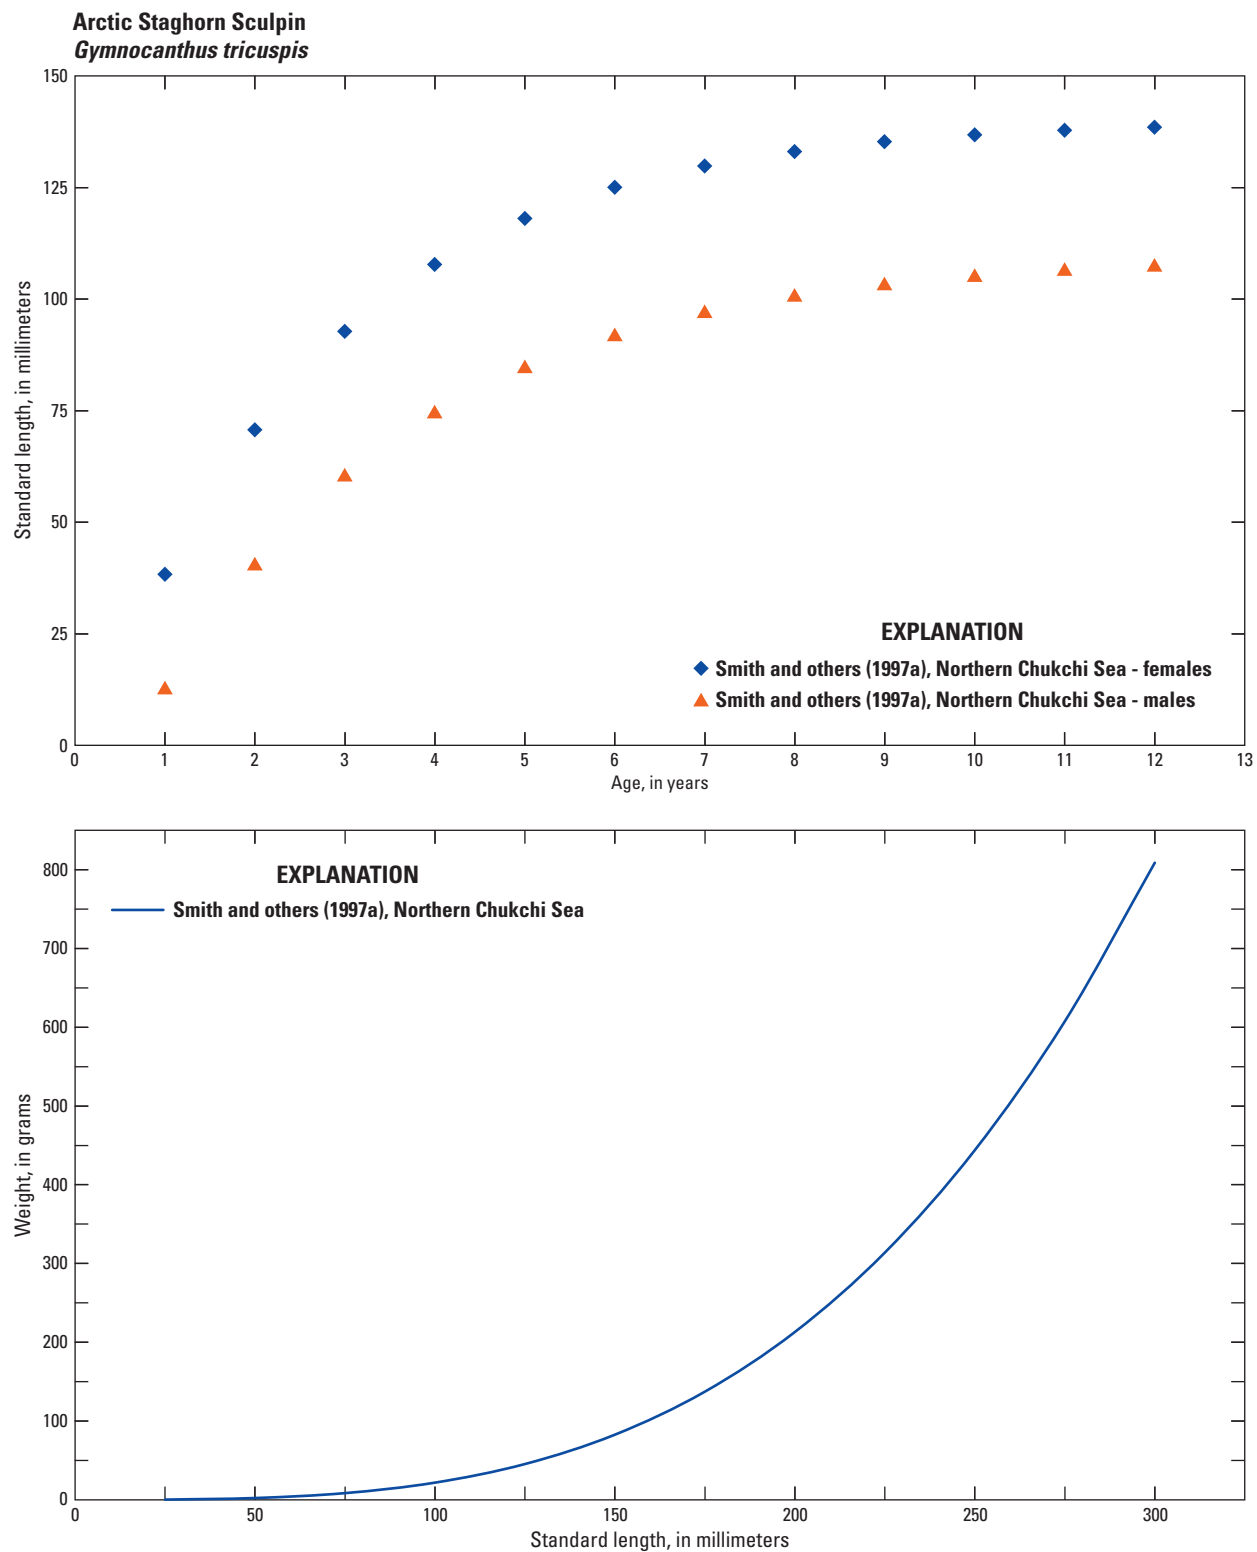 Arctic Staghorn Sculpin
Gymnocanthus tricuspis
150
125
100
75
50
25
0
Standard length, in millimeters
EXPLANATION
Smith and others (1997a), Northern Chukchi Sea - females
Smith and others (1997a), Northern Chukchi Sea - males
0 1 2 3 4 5 6 7 8 9 10 11 12 13
Age, in years
EXPLANATION
Smith and others (1997a), Northern Chukchi Sea
800
700
600
500
400
300
200
100
0
Weight, in grams
0 50 100 150 200 250 300
Standard length, in millimeters